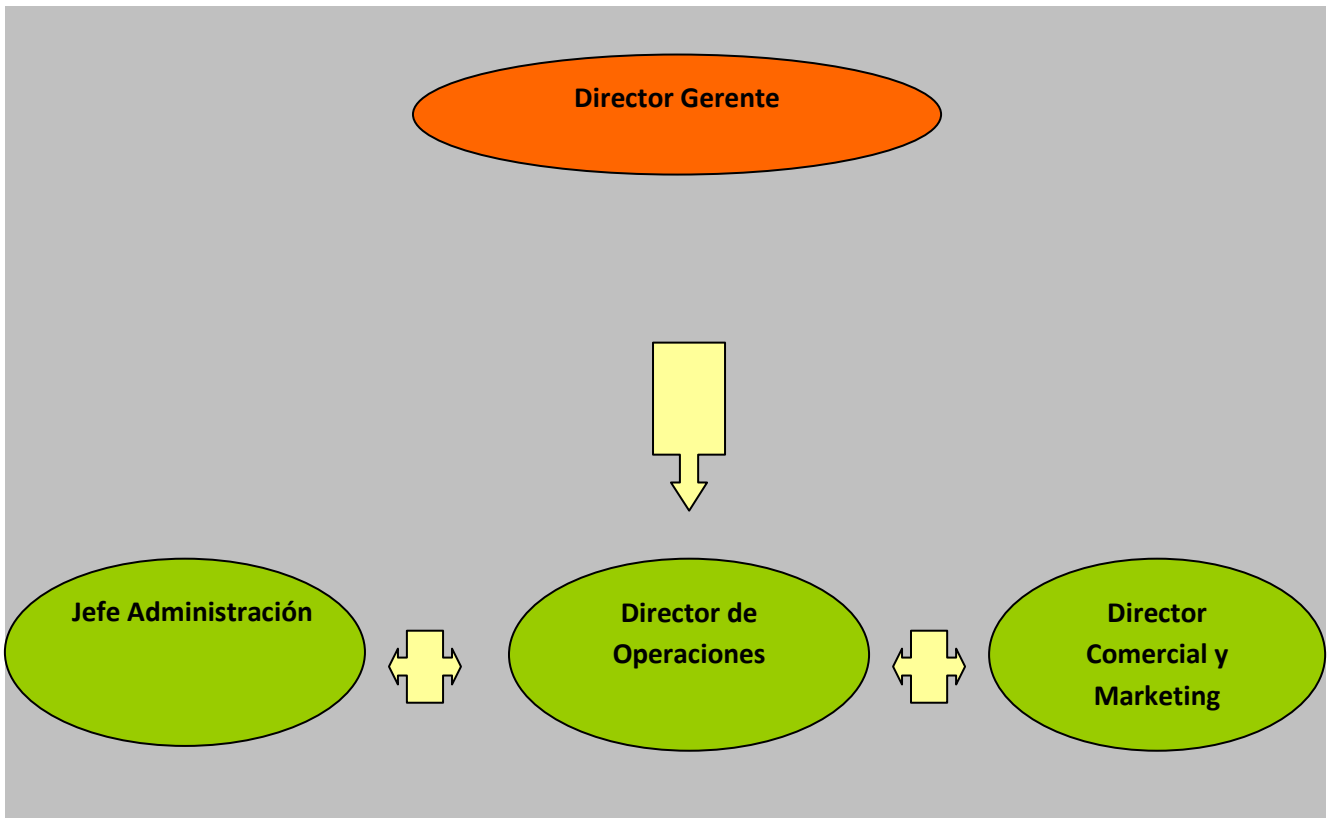 Director Gerente
Jefe Administración
Director de
Operaciones
Director
Comercial y
Marketing